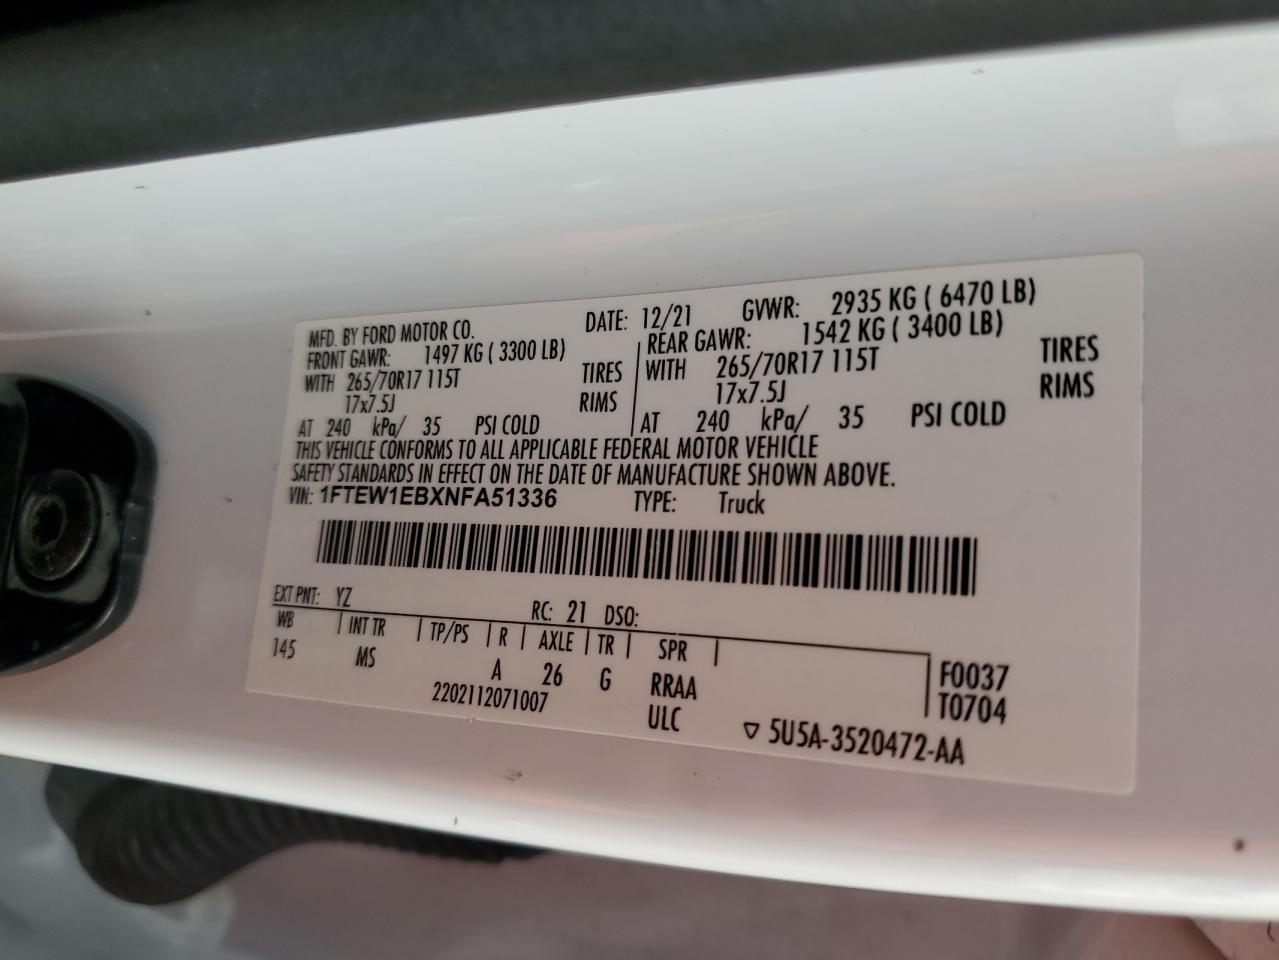 MFD. BY FORD MOTOR CO. DATE: 12/21 GVWR: 2935 KG ( 6470 LB)
FRONT GAWR: 1497 KG ( 3300 LB) REAR GAWR: 1542 KG ( 3400 LB)
WITH 265/70R17 115T TIRES WITH 265/70R17 115T TIRES
17x7.5J RIMS 17x7.5J RIMS
AT 240 kPa/ 35 PSI COLD AT 240 kPa/ 35 PSI COLD
THIS VEHICLE CONFORMS TO ALL APPLICABLE FEDERAL MOTOR VEHICLE
SAFETY STANDARDS IN EFFECT ON THE DATE OF MANUFACTURE SHOWN ABOVE.
VIN: 1FTEW1EBXNFA51336 TYPE: Truck
EXT PNT: YZ RC: 21 DSO:
WB INT TR TP/PS R AXLE TR SPR
145 MS A 26 G RRAA F0037
2202112071007 ULC T0704
5U5A-3520472-AA